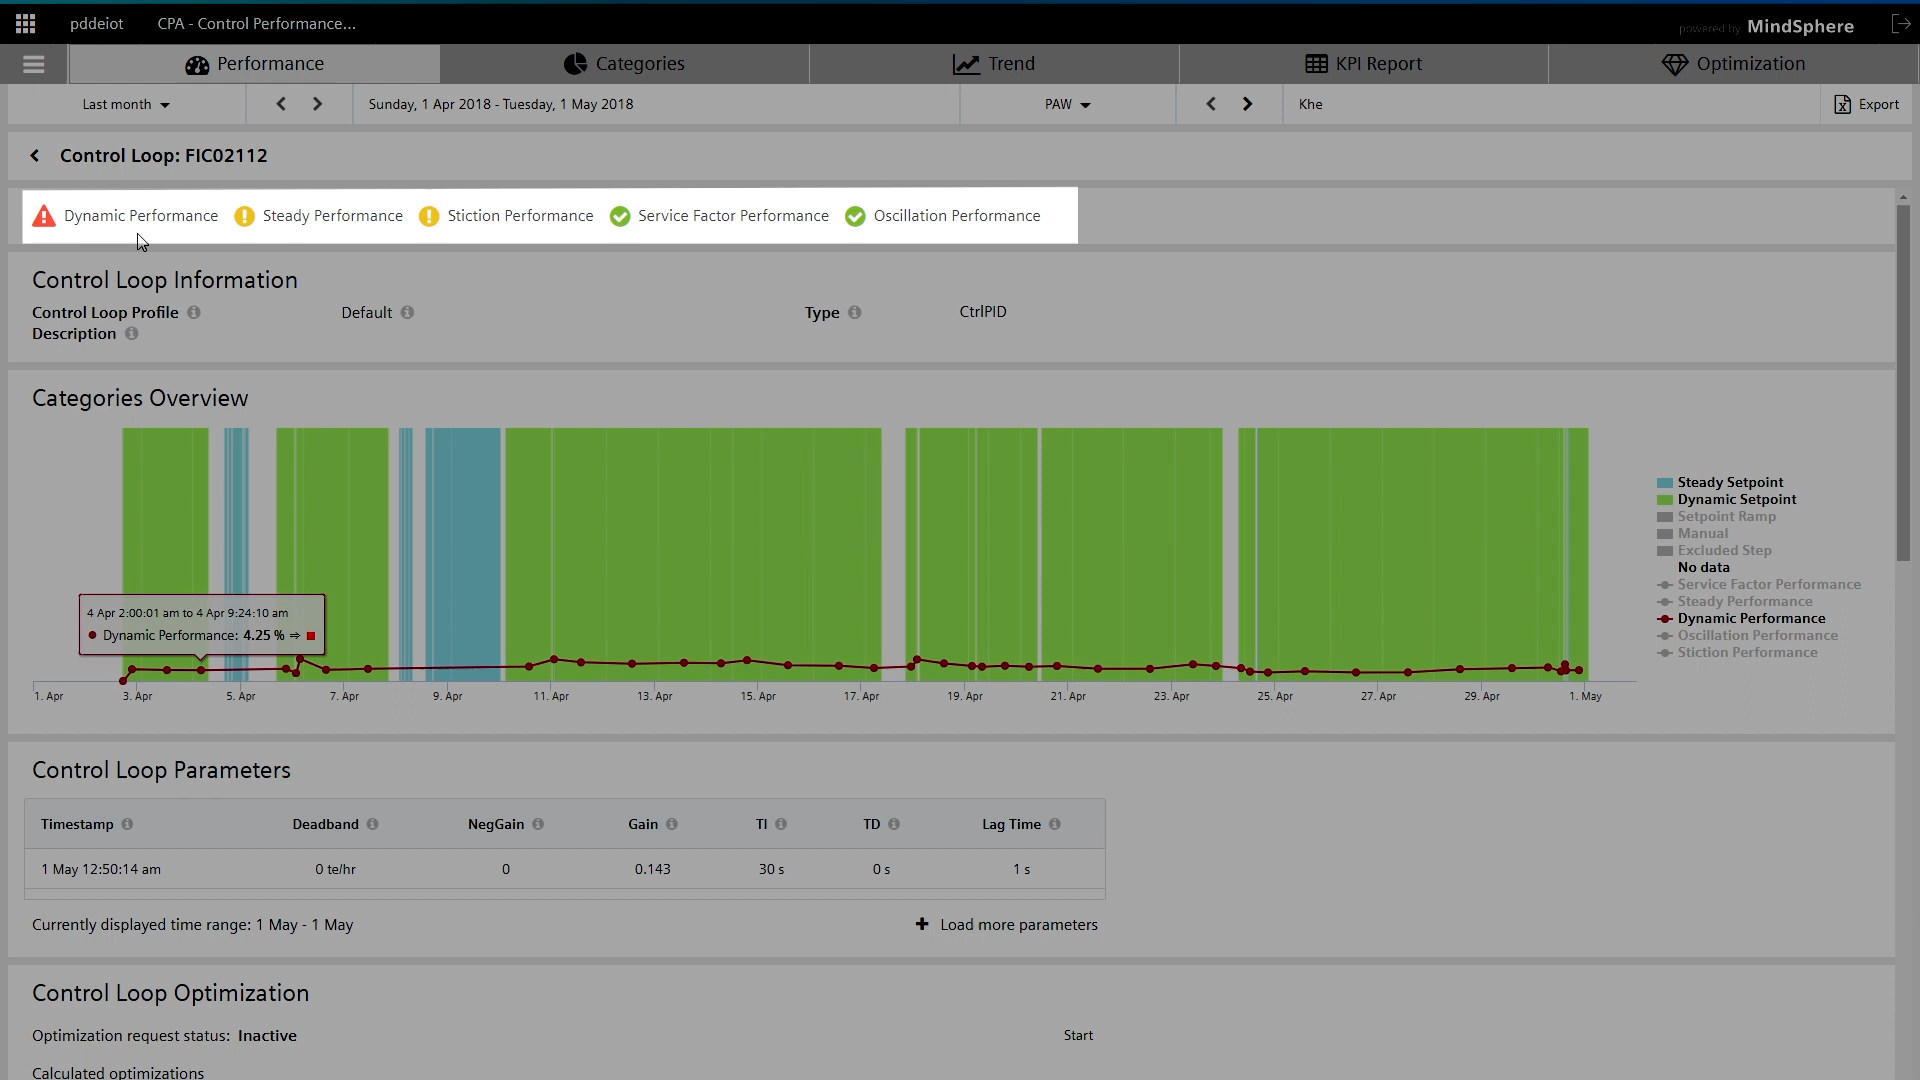 pddeiot CPA - Control Performance... powered by MindSphere
Performance Categories Trend KPI Report Optimization
Last month Sunday, 1 Apr 2018 - Tuesday, 1 May 2018 PAW Khe Export
Control Loop: FIC02112
Dynamic Performance Steady Performance Stiction Performance Service Factor Performance Oscillation Performance
Control Loop Information
Control Loop Profile Default Type CtrlPID
Description
Categories Overview
Steady Setpoint
Dynamic Setpoint
Setpoint Ramp
Manual
Excluded Step
No data
Service Factor Performance
Steady Performance
Dynamic Performance
Oscillation Performance
Stiction Performance
4 Apr 2:00:01 am to 4 Apr 9:24:10 am
Dynamic Performance: 4.25 % ⇒
1. Apr 3. Apr 5. Apr 7. Apr 9. Apr 11. Apr 13. Apr 15. Apr 17. Apr 19. Apr 21. Apr 23. Apr 25. Apr 27. Apr 29. Apr 1. May
Control Loop Parameters
Timestamp Deadband NegGain Gain TI TD Lag Time
1 May 12:50:14 am 0 te/hr 0 0.143 30 s 0 s 1 s
Currently displayed time range: 1 May - 1 May + Load more parameters
Control Loop Optimization
Optimization request status: Inactive Start
Calculated optimizations